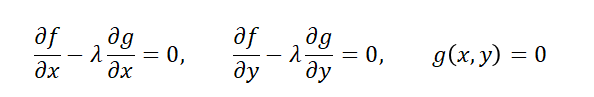 ∂f/∂x − λ ∂g/∂x = 0, ∂f/∂y − λ ∂g/∂y = 0, g(x, y) = 0